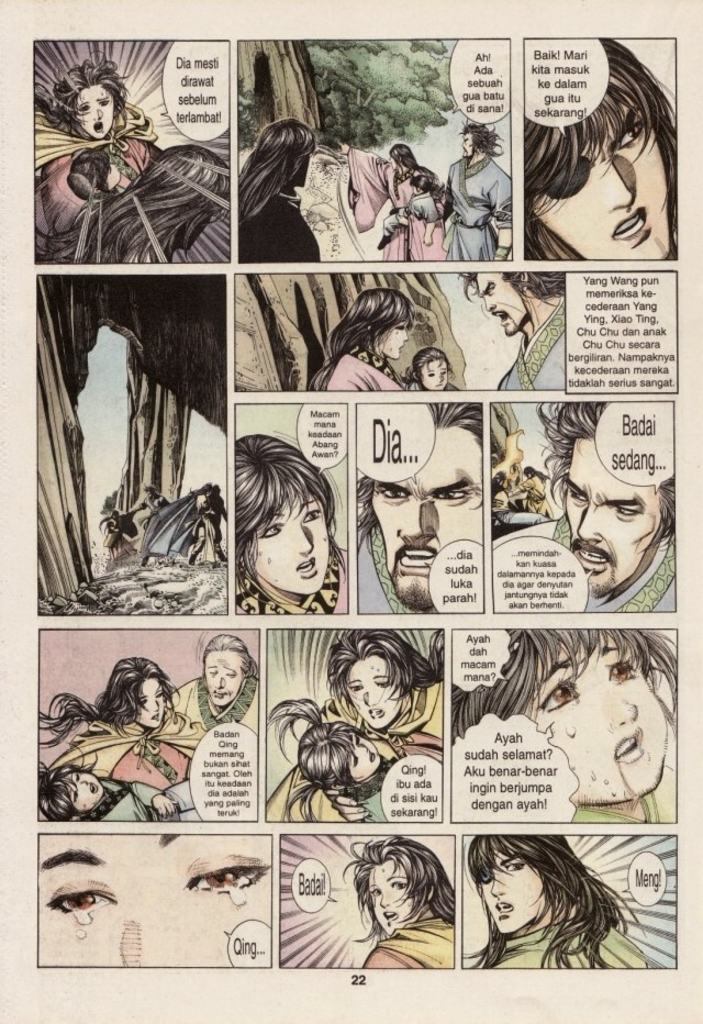 Dia mesti
dirawat
sebelum
terlambat!
Ah!
Ada
sebuah
gua batu
di sana!
Baik! Mari
kita masuk
ke dalam
gua itu
sekarang!
Yang Wang pun
memeriksa ke-
cederaan Yang
Ying, Xiao Ting,
Chu Chu dan anak
Chu Chu secara
bergiliran. Nampaknya
kecederaan mereka
tidaklah serius sangat.
Macam
mana
keadaan
Abang
Awan?
Dia...
...dia
sudah
luka
parah!
Badai
sedang...
...memindah-
kan kuasa
dalamannya kepada
dia agar denyutan
jantungnya tidak
akan berhenti.
Badan
Qing
memang
bukan sihat
sangat. Oleh
itu keadaan
dia adalah
yang paling
teruk!
Qing!
ibu ada
di sisi kau
sekarang!
Ayah
dah
macam
mana?
Ayah
sudah selamat?
Aku benar-benar
ingin berjumpa
dengan ayah!
Qing...
Badai!
Meng!
22